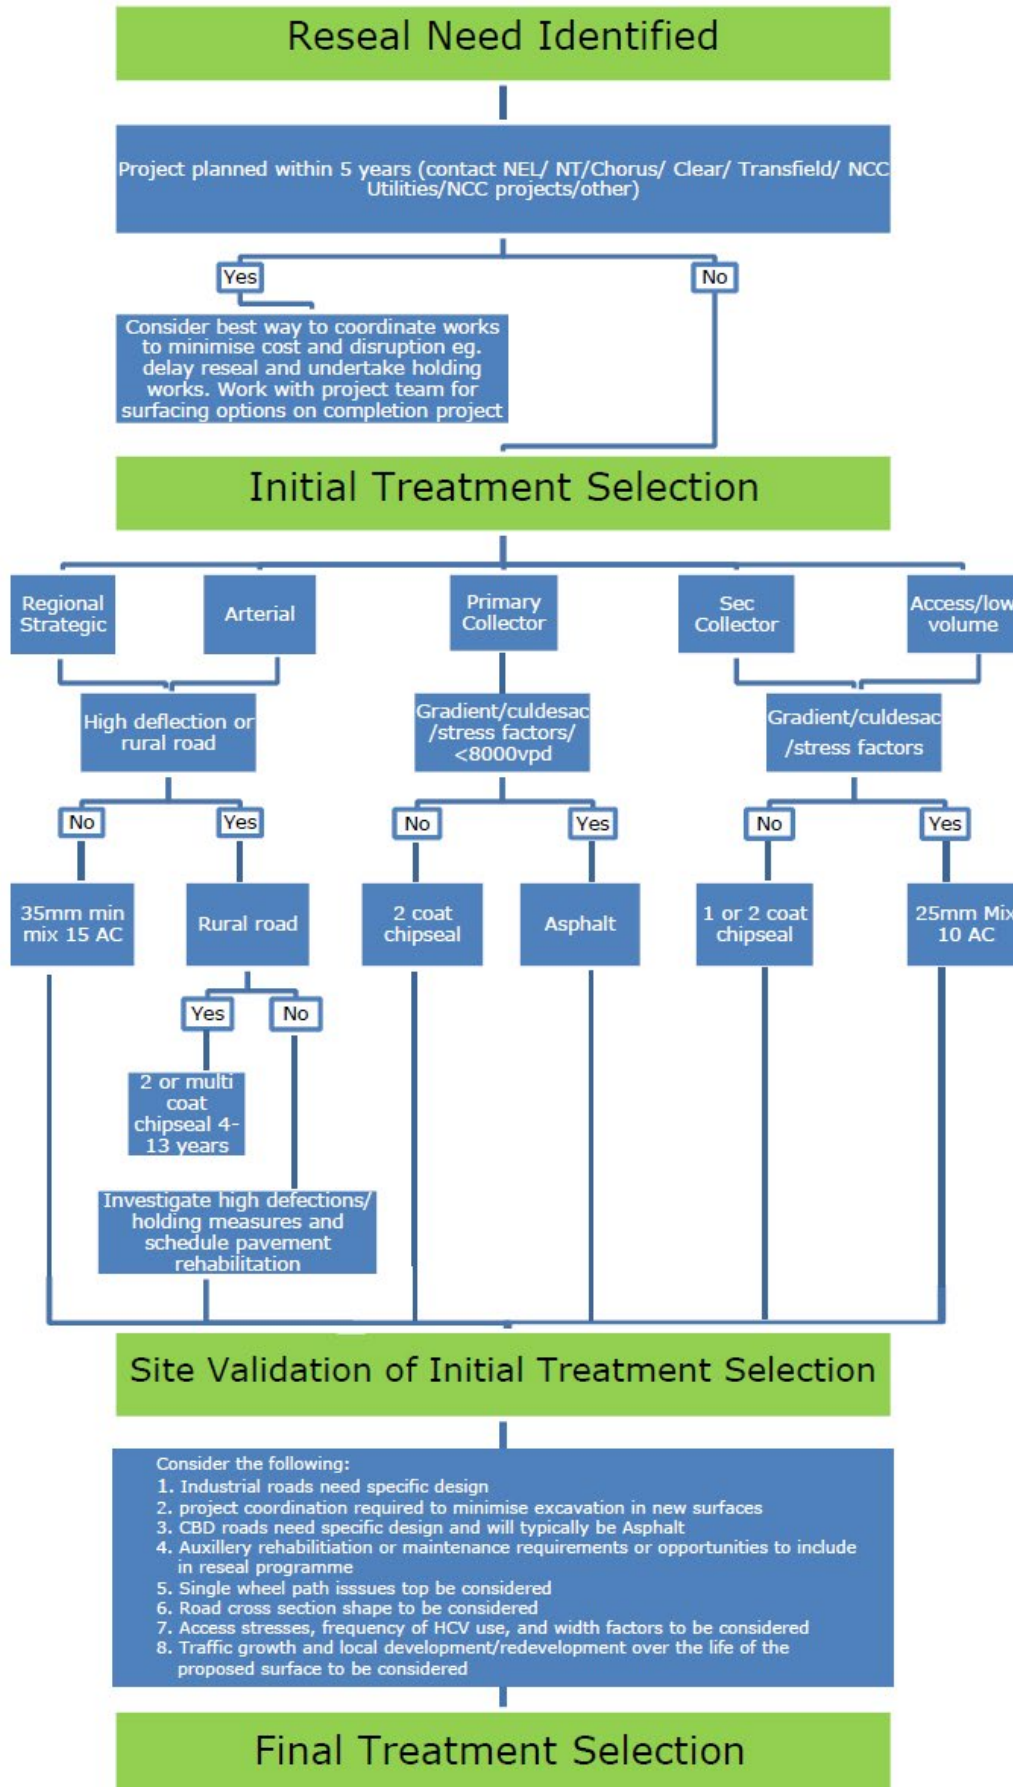 Reseal Need Identified
Project planned within 5 years (contact NEL/ NT/Chorus/ Clear/ Transfield/ NCC
Utilities/NCC projects/other)
Yes
No
Consider best way to coordinate works
to minimise cost and disruption eg.
delay reseal and undertake holding
works. Work with project team for
surfacing options on completion project
Initial Treatment Selection
Regional
Strategic
Arterial
Primary
Collector
Sec
Collector
Access/low
volume
High deflection or
rural road
Gradient/culdesac
/stress factors/
<8000vpd
Gradient/culdesac
/stress factors
No
Yes
No
Yes
No
Yes
35mm min
mix 15 AC
Rural road
2 coat
chipseal
Asphalt
1 or 2 coat
chipseal
25mm Mix
10 AC
Yes
No
2 or multi
coat
chipseal 4-
13 years
Investigate high defections/
holding measures and
schedule pavement
rehabilitation
Site Validation of Initial Treatment Selection
Consider the following:
1. Industrial roads need specific design
2. project coordination required to minimise excavation in new surfaces
3. CBD roads need specific design and will typically be Asphalt
4. Auxillery rehabilitiation or maintenance requirements or opportunities to include
in reseal programme
5. Single wheel path isssues top be considered
6. Road cross section shape to be considered
7. Access stresses, frequency of HCV use, and width factors to be considered
8. Traffic growth and local development/redevelopment over the life of the
proposed surface to be considered
Final Treatment Selection